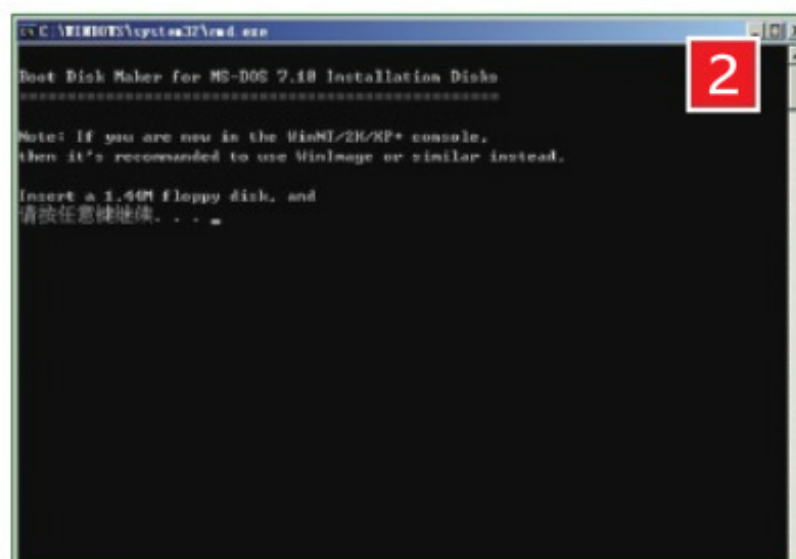 C:\WINDOWS\system32\cmd.exe
2
Boot Disk Maker for MS-DOS 7.10 Installation Disks
==================================================
Note: If you are now in the WinNT/2K/XP+ console,
then it's recommanded to use WinImage or similar instead.
Insert a 1.44M floppy disk, and
请按任意键继续. . . _